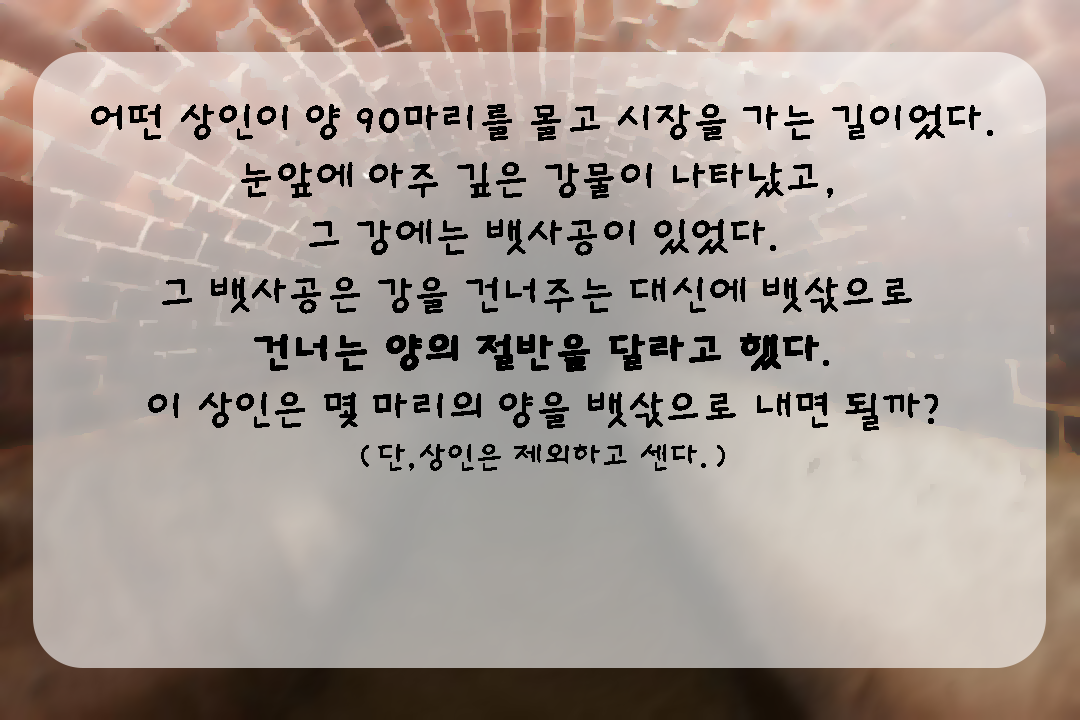 어떤 상인이 양 90마리를 몰고 시장을 가는 길이었다.
눈앞에 아주 깊은 강물이 나타났고,
그 강에는 뱃사공이 있었다.
그 뱃사공은 강을 건너주는 대신에 뱃삯으로
건너는 양의 절반을 달라고 했다.
이 상인은 몇 마리의 양을 뱃삯으로 내면 될까?
(단,상인은 제외하고 센다.)